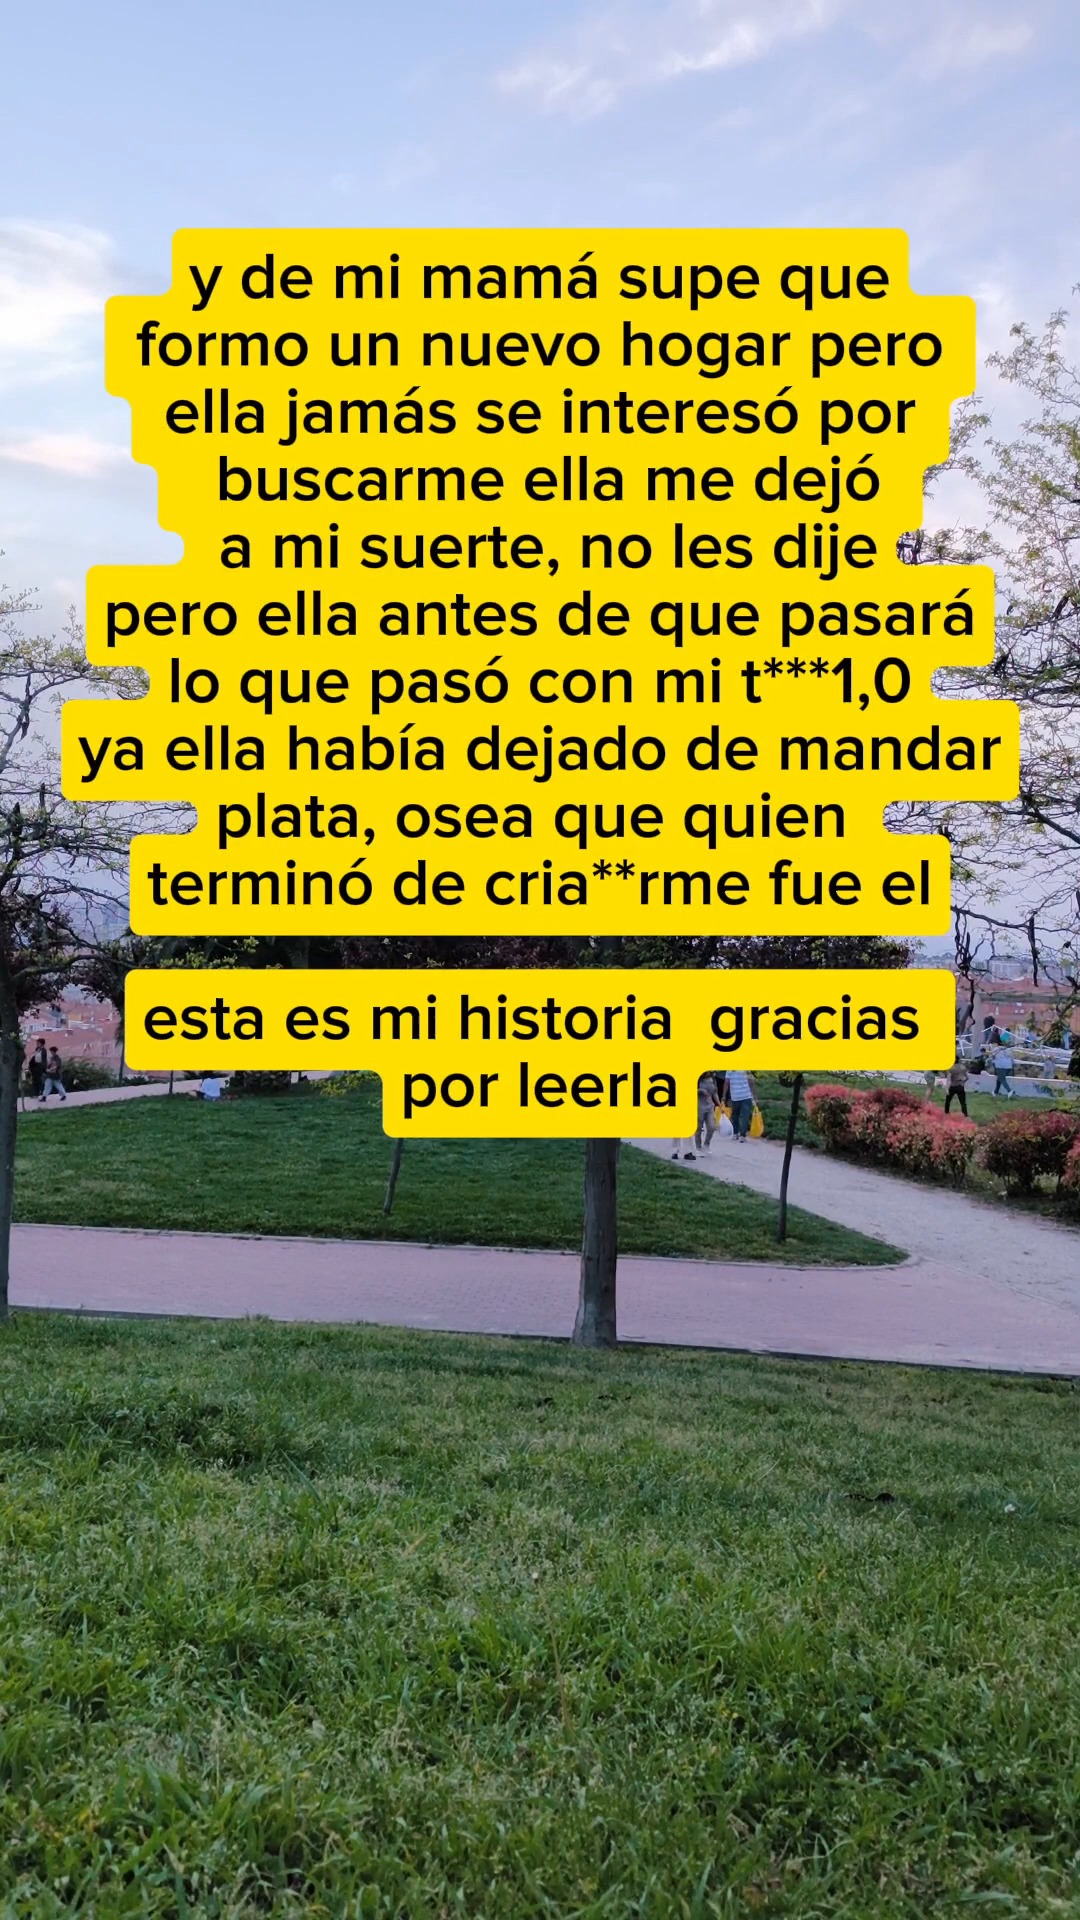 y de mi mamá supe que
formo un nuevo hogar pero
ella jamás se interesó por
buscarme ella me dejó
a mi suerte, no les dije
pero ella antes de que pasará
lo que pasó con mi t***1,0
ya ella había dejado de mandar
plata, osea que quien
terminó de cria**rme fue el
esta es mi historia gracias
por leerla